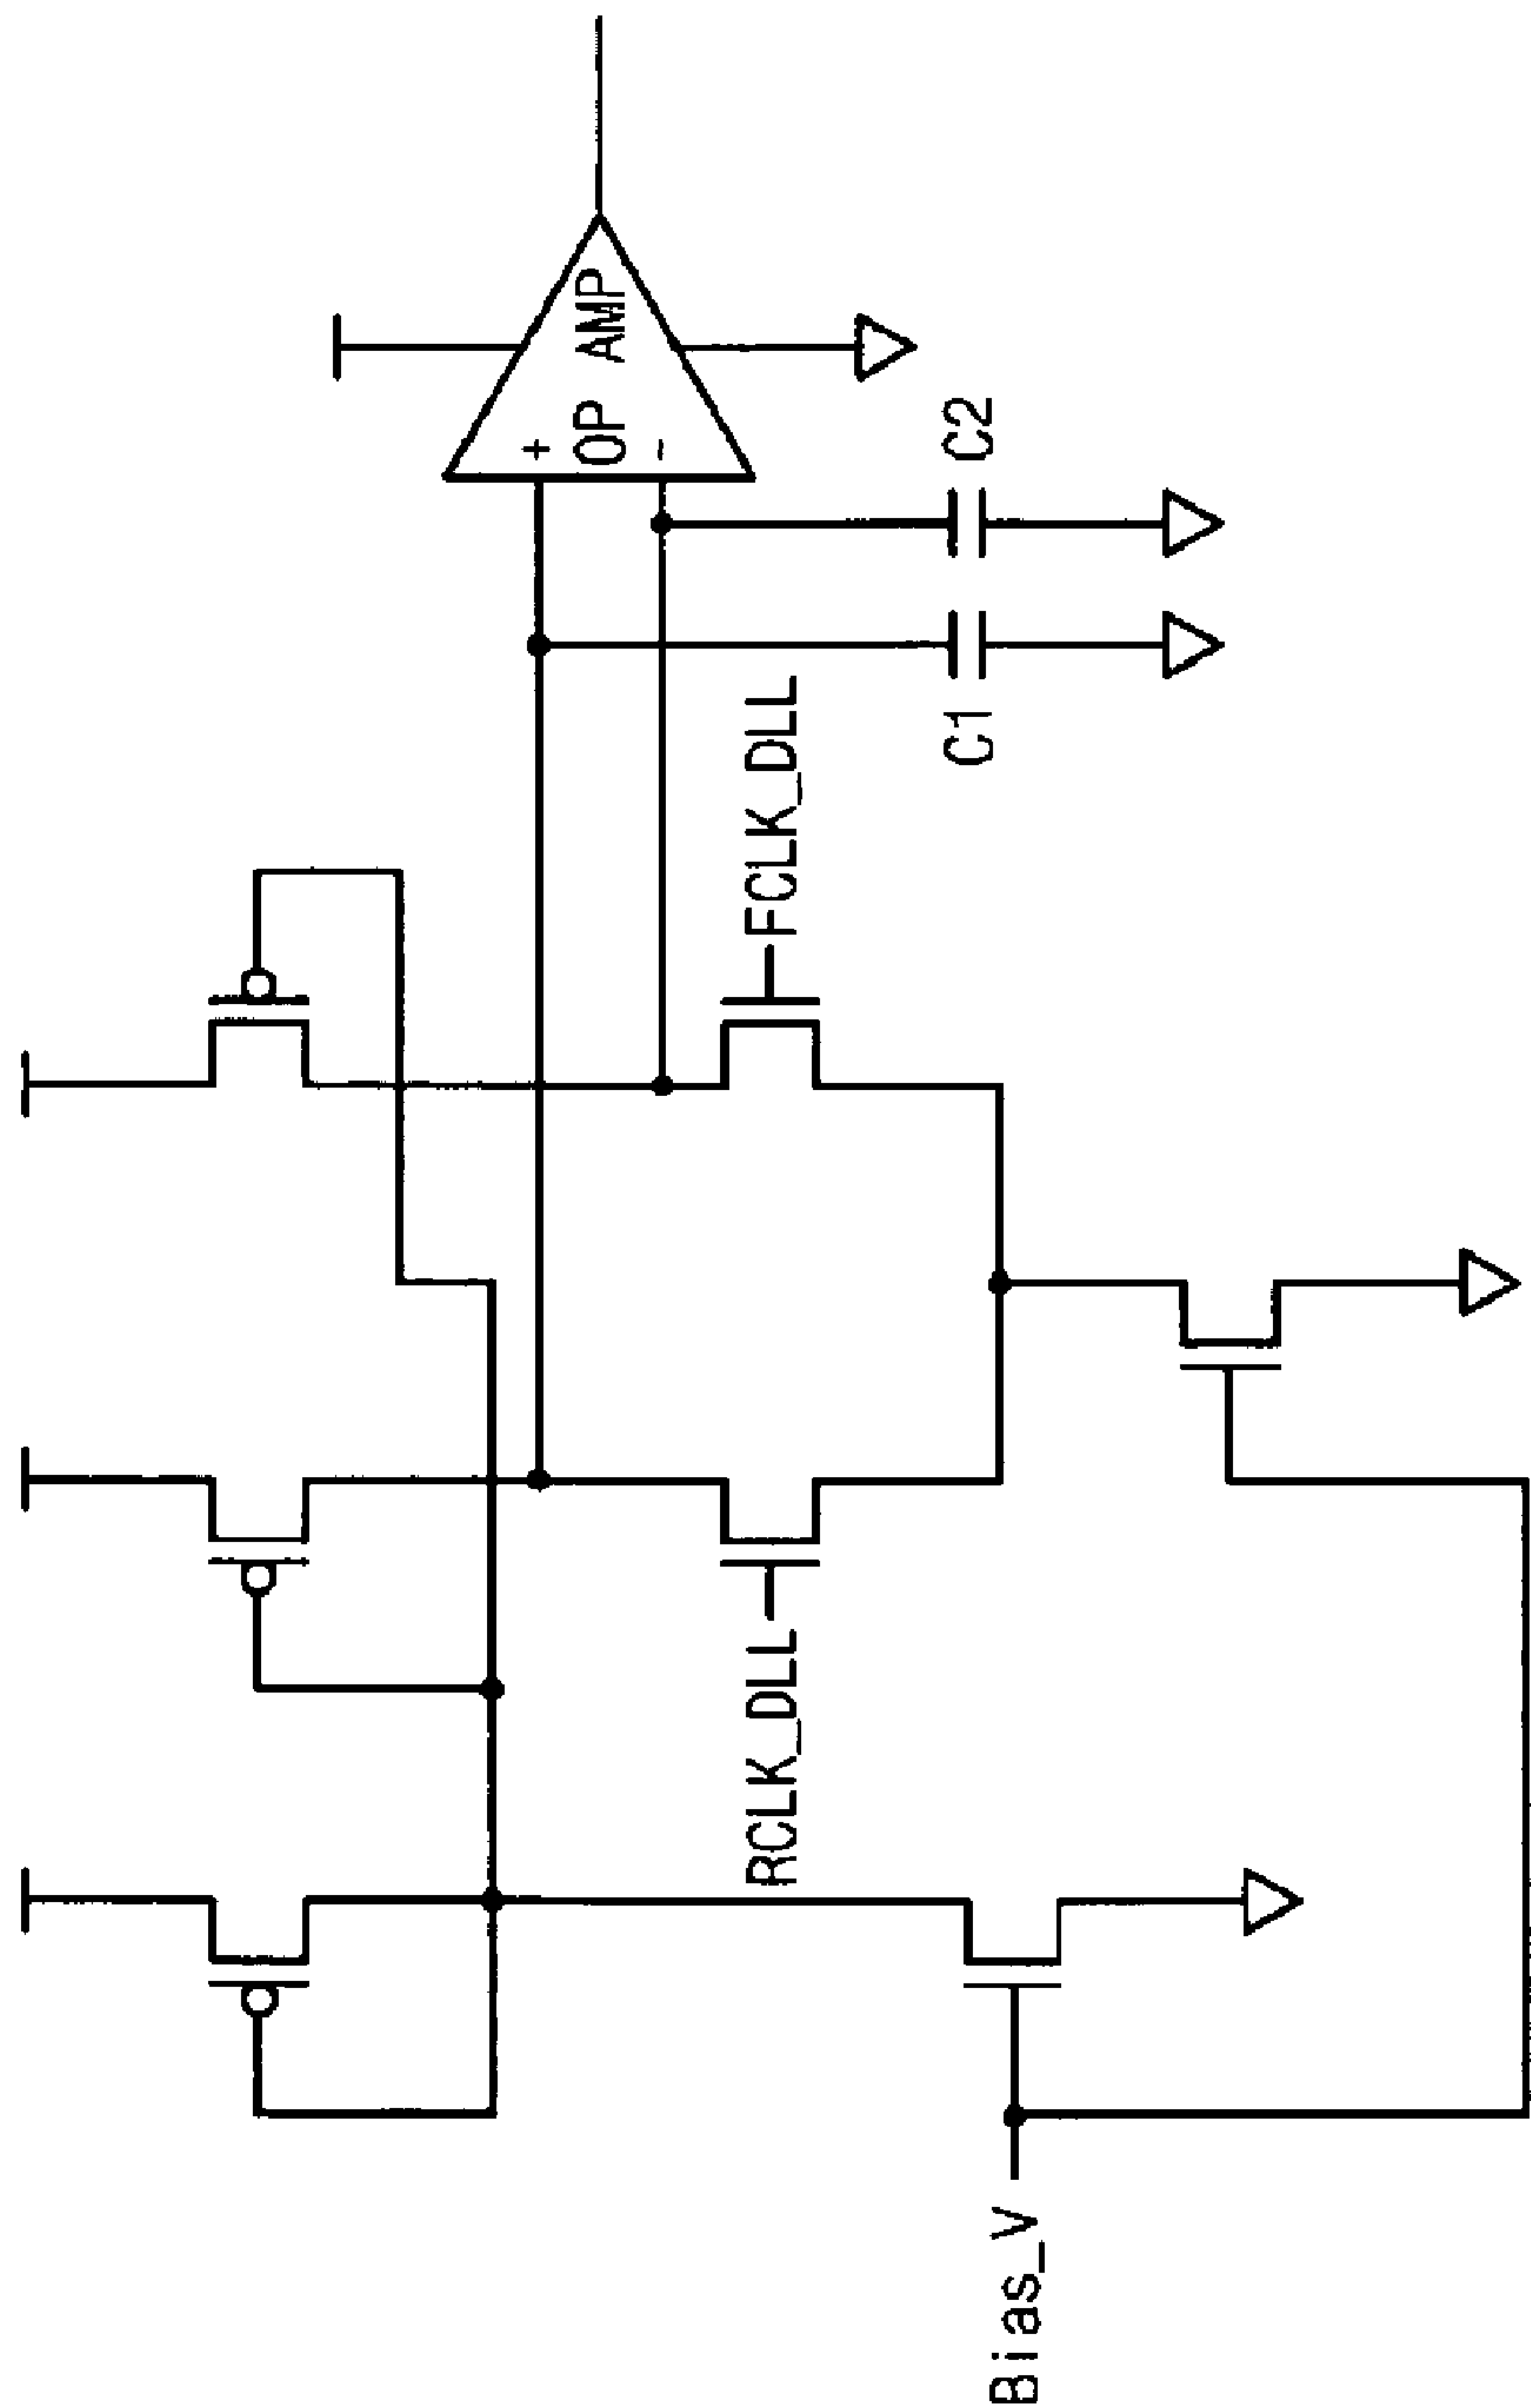 Bias_V
RCLK_DLL
FCLK_DLL
C1
C2
+
OP AMP
-